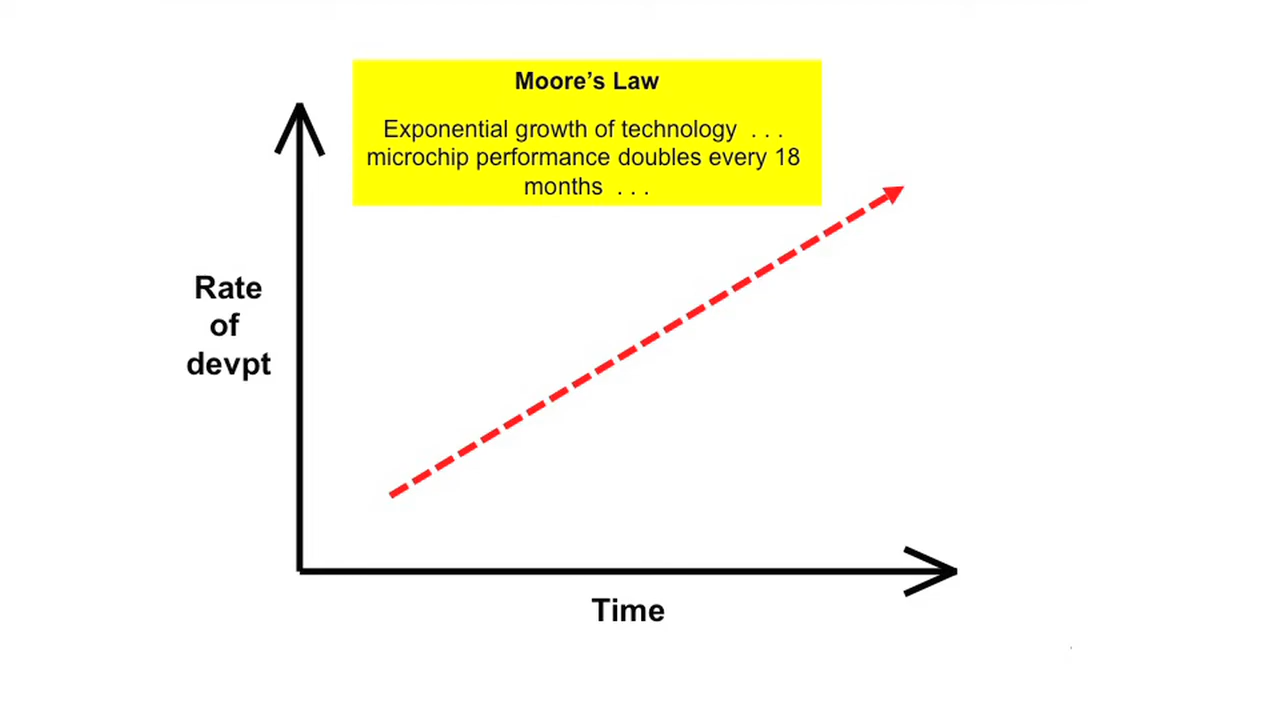 Moore’s Law
Exponential growth of technology . . .
microchip performance doubles every 18
months . . .
Rate
of
devpt
Time